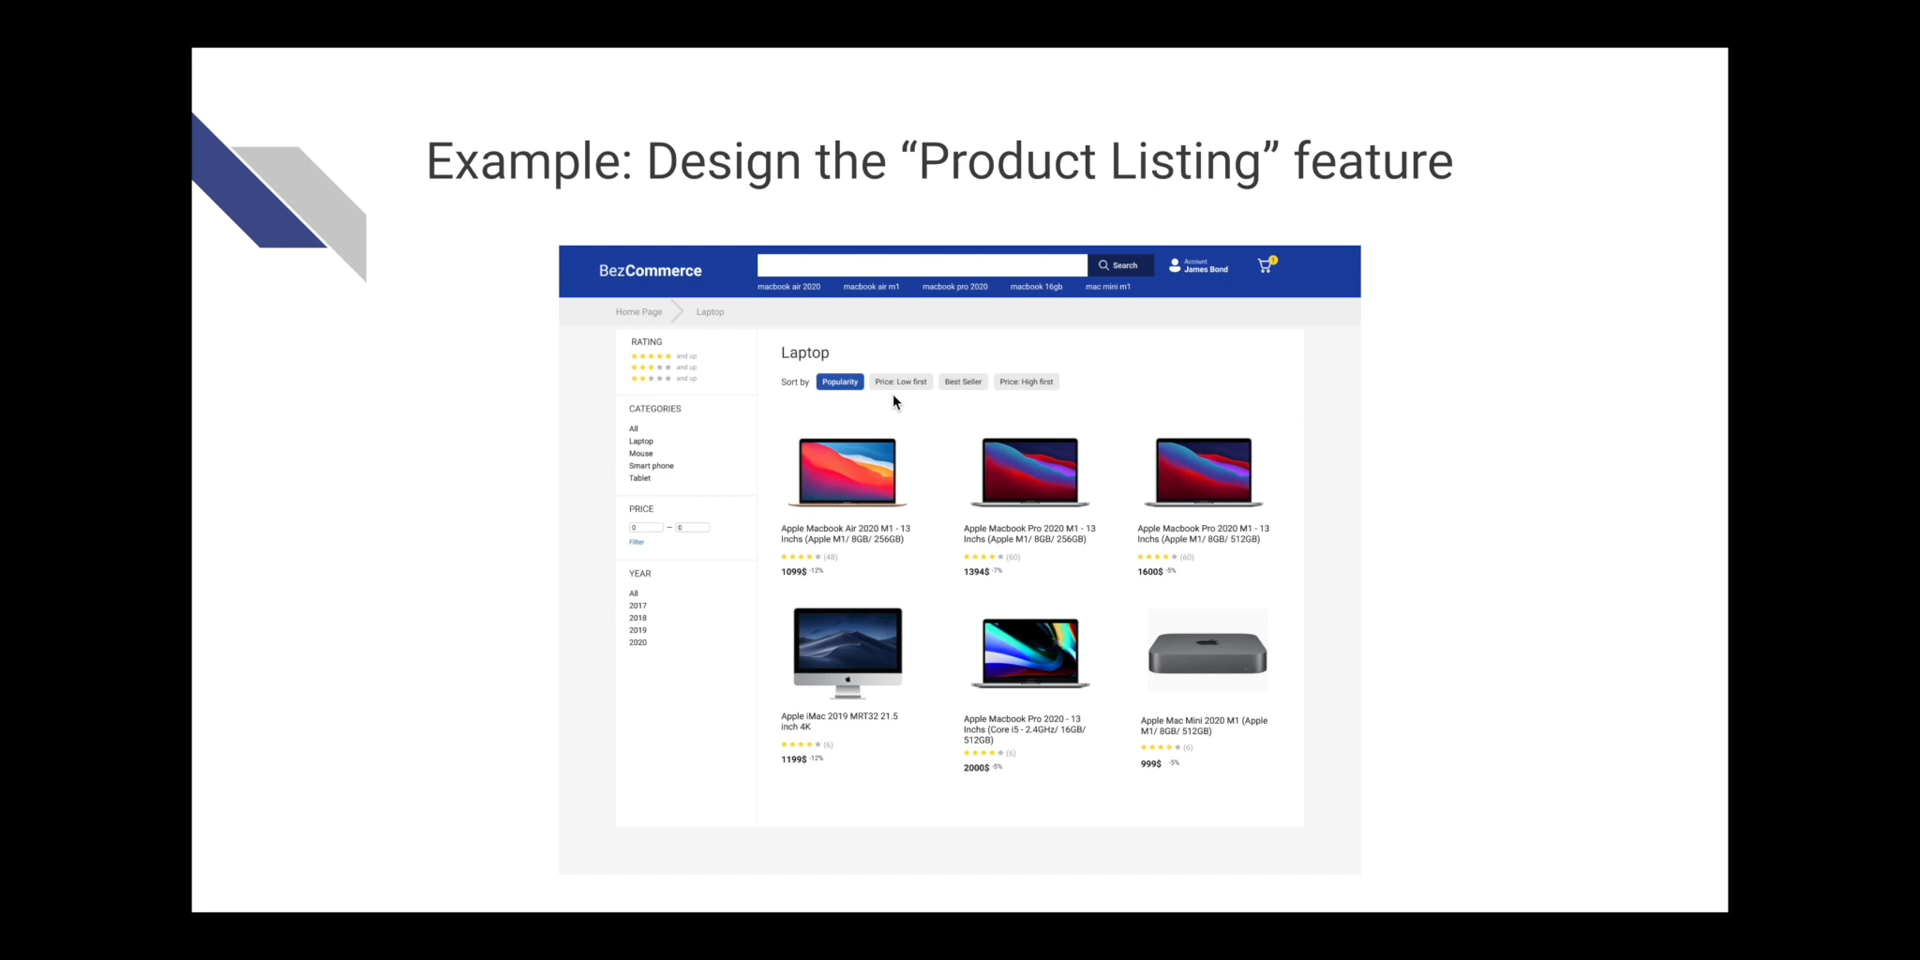 Example: Design the “Product Listing” feature
BezCommerce
Search
Account
James Bond
1
macbook air 2020 macbook air m1 macbook pro 2020 macbook 16gb mac mini m1
Home Page Laptop
RATING
and up
and up
and up
CATEGORIES
All
Laptop
Mouse
Smart phone
Tablet
PRICE
0 – 0
Filter
YEAR
All
2017
2018
2019
2020
Laptop
Sort by Popularity Price: Low first Best Seller Price: High first
Apple Macbook Air 2020 M1 - 13
Inchs (Apple M1/ 8GB/ 256GB)
(48)
1099$ -12%
Apple Macbook Pro 2020 M1 - 13
Inchs (Apple M1/ 8GB/ 256GB)
(60)
1394$ -7%
Apple Macbook Pro 2020 M1 - 13
Inchs (Apple M1/ 8GB/ 512GB)
(60)
1600$ -5%
Apple iMac 2019 MRT32 21.5
inch 4K
(6)
1199$ -12%
Apple Macbook Pro 2020 - 13
Inchs (Core i5 - 2.4GHz/ 16GB/
512GB)
(6)
2000$ -5%
Apple Mac Mini 2020 M1 (Apple
M1/ 8GB/ 512GB)
(6)
999$ -5%